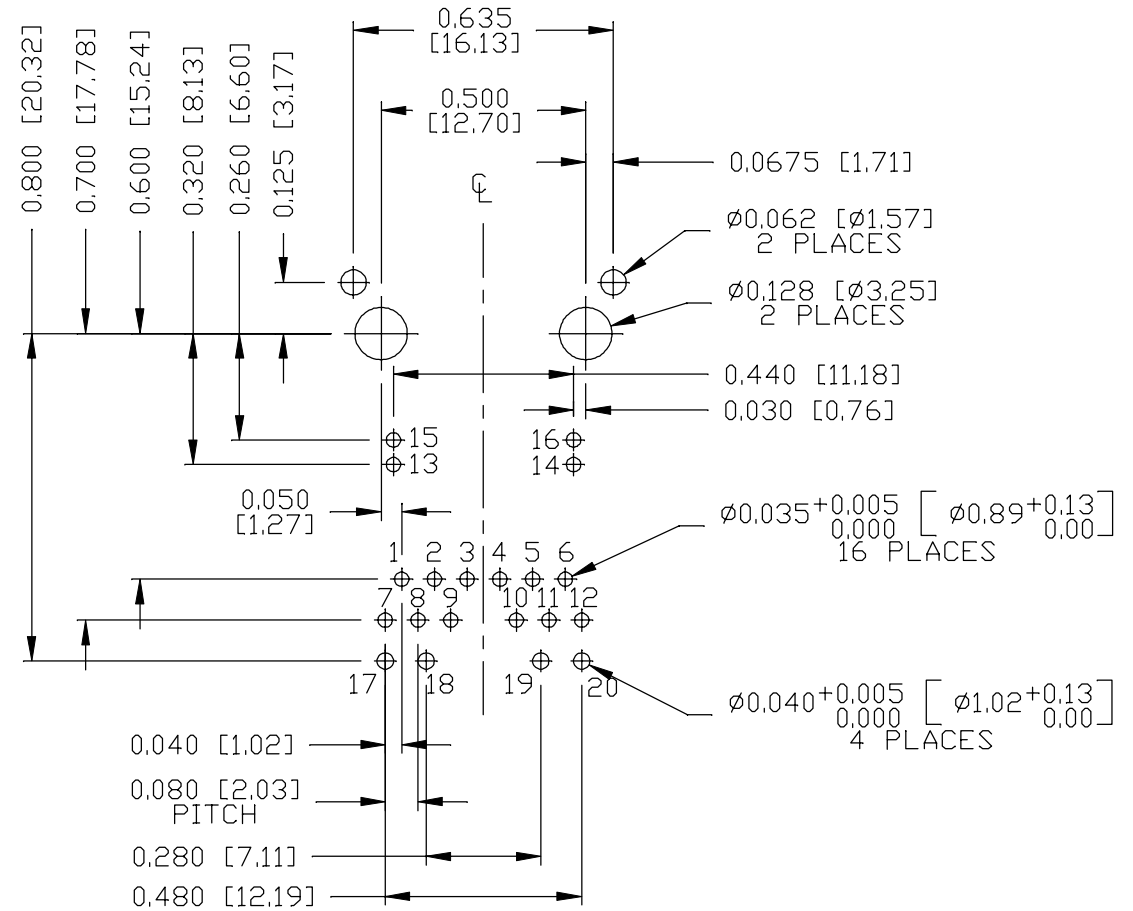 0.635
[16.13]
0.500
[12.70]
0.800 [20.32]
0.700 [17.78]
0.600 [15.24]
0.320 [8.13]
0.260 [6.60]
0.125 [3.17]
0.0675 [1.71]
℄
ø0.062 [ø1.57]
2 PLACES
ø0.128 [ø3.25]
2 PLACES
0.440 [11.18]
0.030 [0.76]
15 16
13 14
0.050
[1.27]
ø0.035+0.005 [ø0.89+0.13]
0.000 0.00
16 PLACES
1 2 3 4 5 6
7 8 9 10 11 12
17 18 19 20
ø0.040+0.005 [ø1.02+0.13]
0.000 0.00
4 PLACES
0.040 [1.02]
0.080 [2.03]
PITCH
0.280 [7.11]
0.480 [12.19]